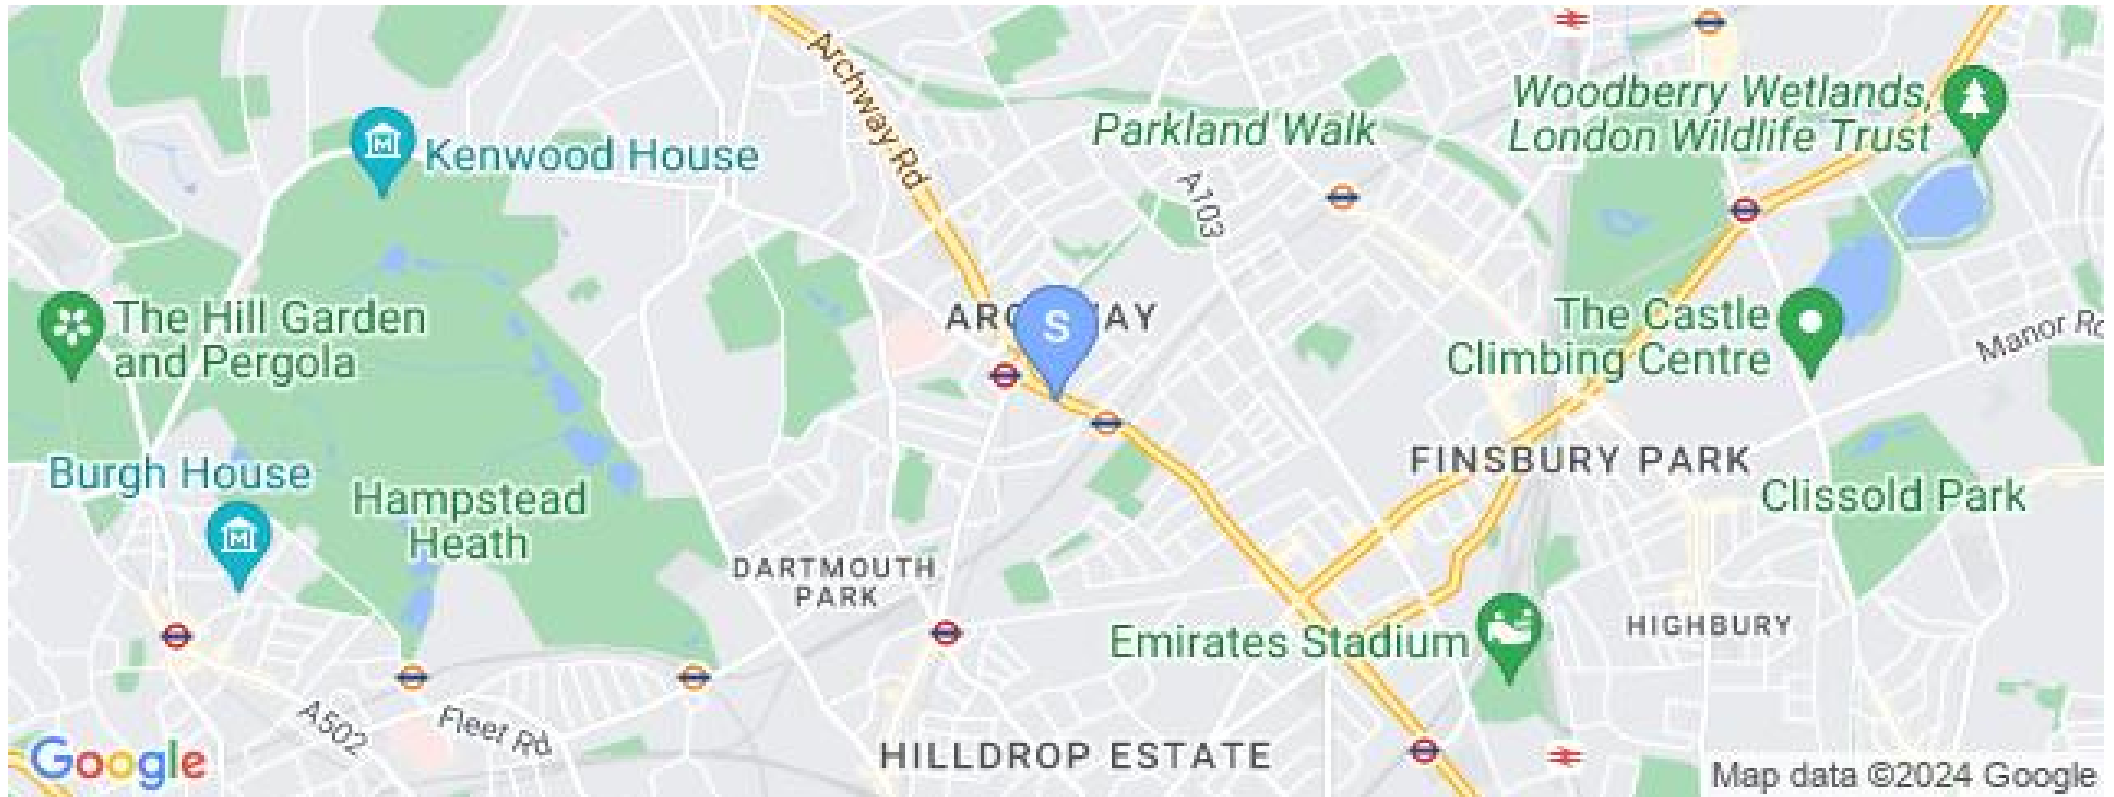 Archway Rd
Woodberry Wetlands,
London Wildlife Trust
Parkland Walk
Kenwood House
A103
The Hill Garden
and Pergola
S
The Castle
Climbing Centre
Manor
FINSBURY PARK
Burgh House
Clissold Park
Hampstead
Heath
DARTMOUTH
PARK
Emirates Stadium
HIGHBURY
A502
Fleet Rd
HILLDROP ESTATE
Google
Map data ©2024 Google